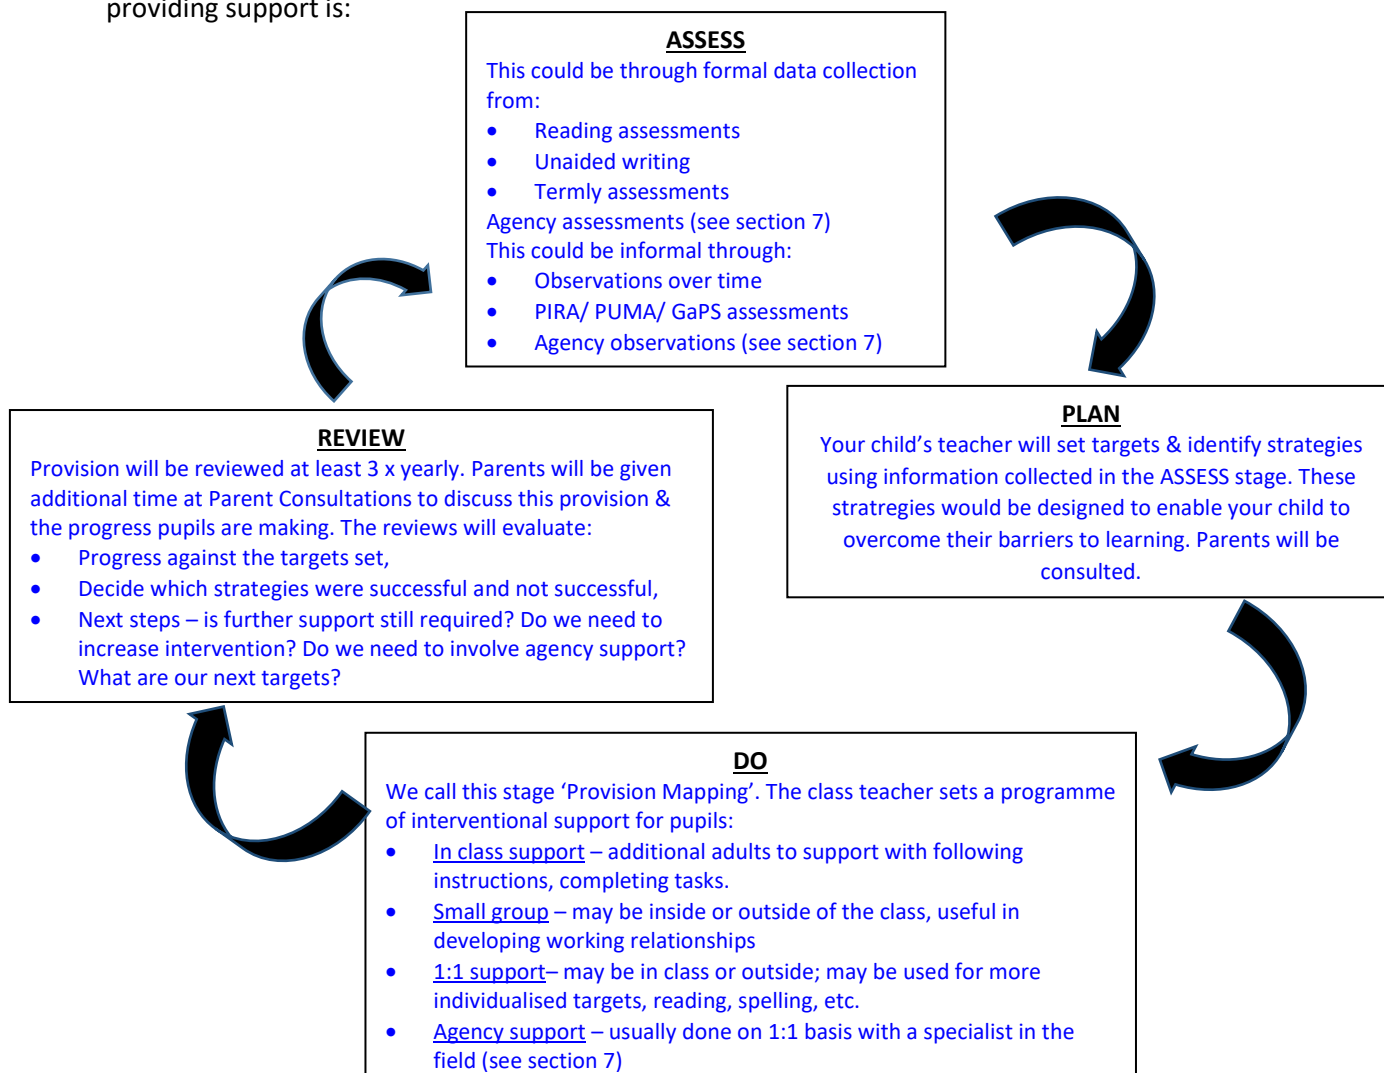 providing support is:
ASSESS
This could be through formal data collection
from:
• Reading assessments
• Unaided writing
• Termly assessments
Agency assessments (see section 7)
This could be informal through:
• Observations over time
• PIRA/ PUMA/ GaPS assessments
• Agency observations (see section 7)
PLAN
Your child’s teacher will set targets & identify strategies
using information collected in the ASSESS stage. These
stratregies would be designed to enable your child to
overcome their barriers to learning. Parents will be
consulted.
DO
We call this stage ‘Provision Mapping’. The class teacher sets a programme
of interventional support for pupils:
• In class support – additional adults to support with following
instructions, completing tasks.
• Small group – may be inside or outside of the class, useful in
developing working relationships
• 1:1 support– may be in class or outside; may be used for more
individualised targets, reading, spelling, etc.
• Agency support – usually done on 1:1 basis with a specialist in the
field (see section 7)
REVIEW
Provision will be reviewed at least 3 x yearly. Parents will be given
additional time at Parent Consultations to discuss this provision &
the progress pupils are making. The reviews will evaluate:
• Progress against the targets set,
• Decide which strategies were successful and not successful,
• Next steps – is further support still required? Do we need to
increase intervention? Do we need to involve agency support?
What are our next targets?